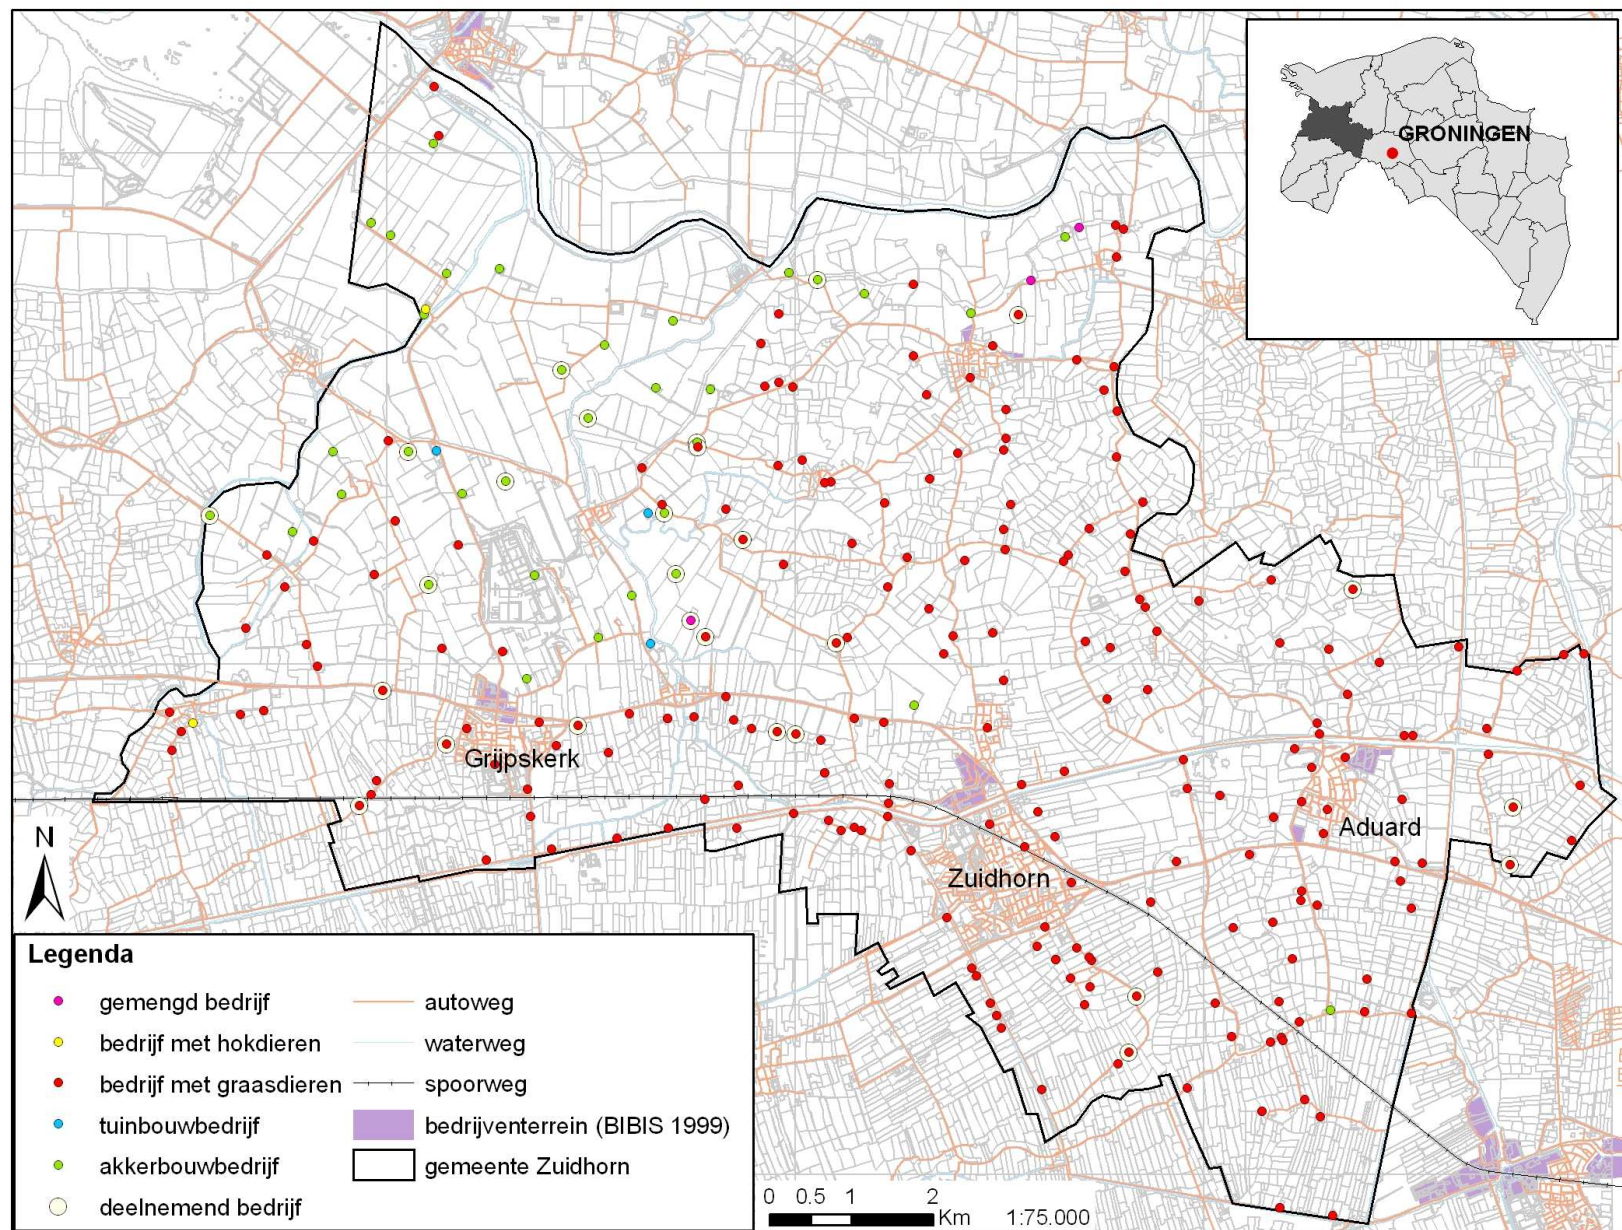 GRONINGEN
Grijpskerk
Aduard
Zuidhorn
N
Legenda
gemengd bedrijf
bedrijf met hokdieren
bedrijf met graasdieren
tuinbouwbedrijf
akkerbouwbedrijf
deelnemend bedrijf
autoweg
waterweg
spoorweg
bedrijventerrein (BIBIS 1999)
gemeente Zuidhorn
0 0.5 1 2
Km 1:75.000